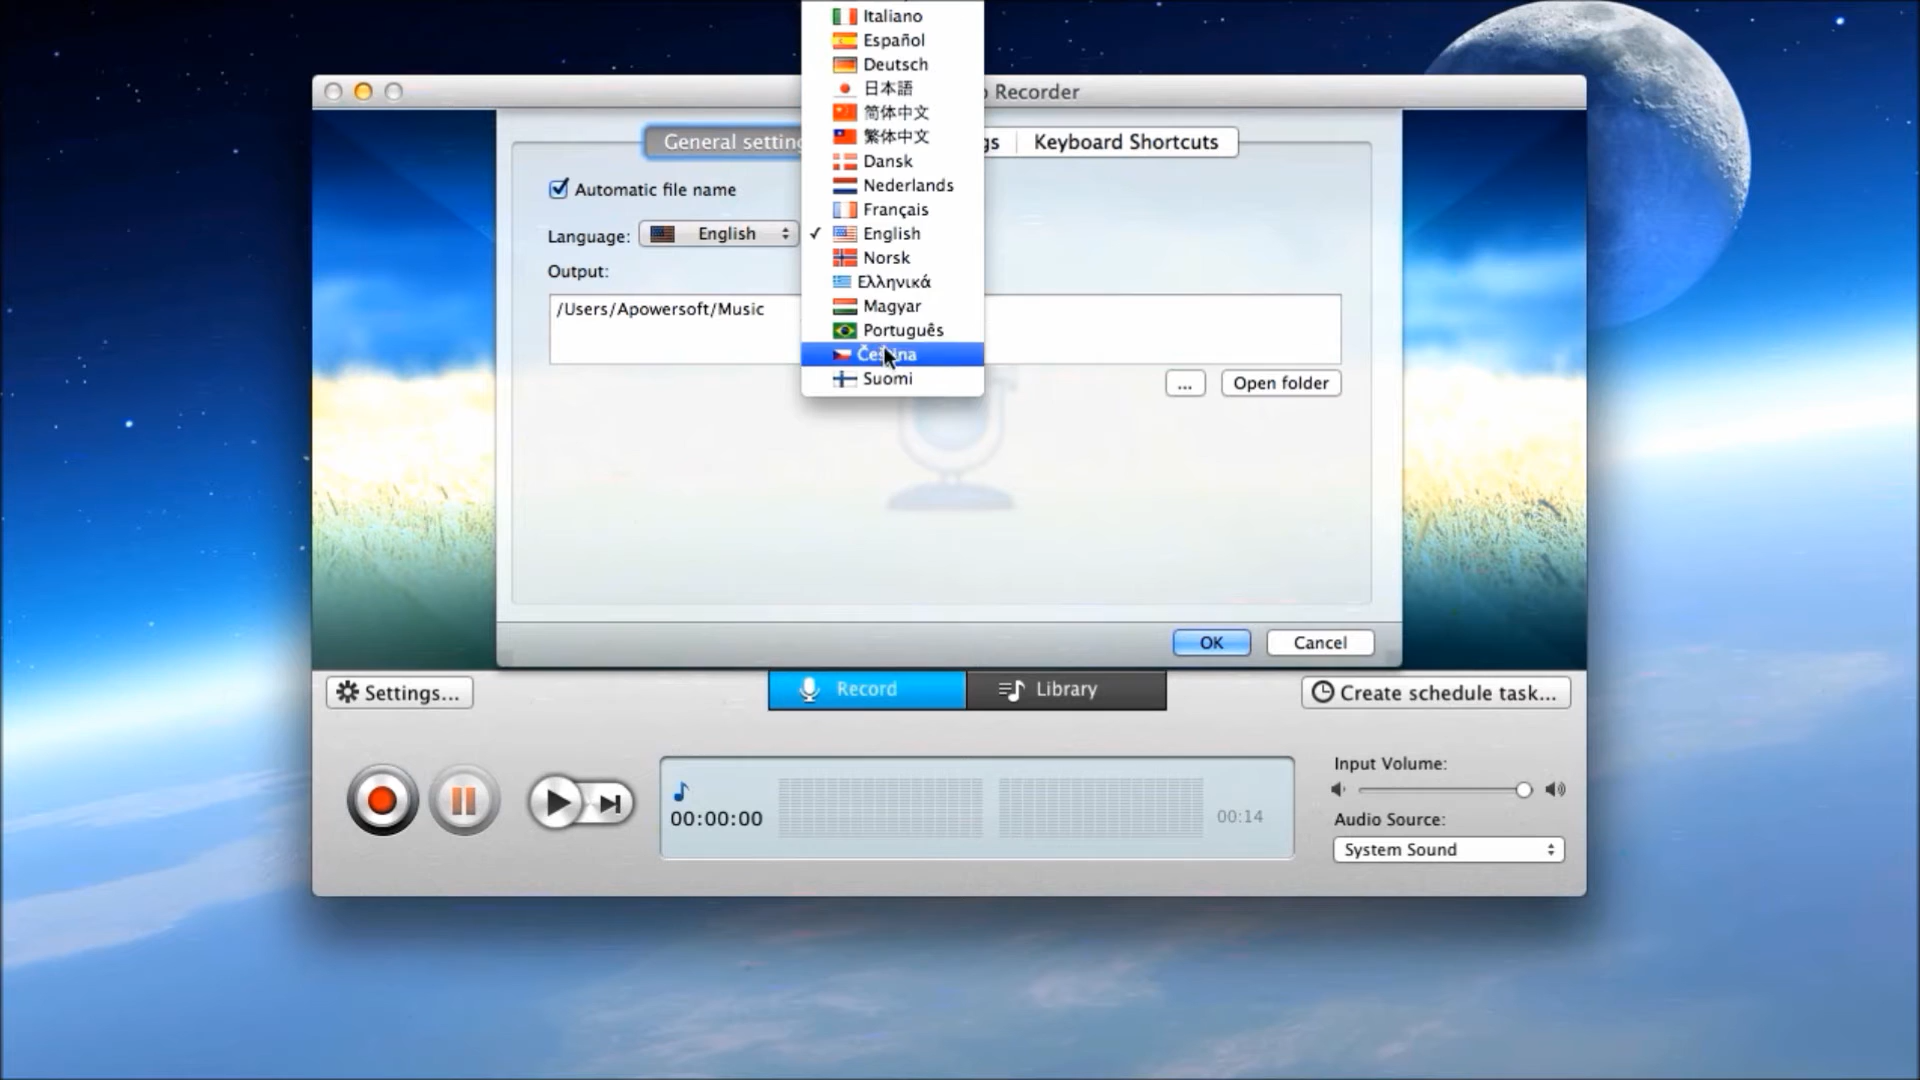 Italiano
Español
Deutsch
日本語
Recorder
简体中文
繁体中文
General setting
Keyboard Shortcuts
Dansk
Automatic file name
Nederlands
Français
Language: English
✓ English
Norsk
Output:
Ελληνικά
/Users/Apowersoft/Music
Magyar
Português
Čeština
Suomi
...
Open folder
OK
Cancel
Settings...
Record
Library
Create schedule task...
Input Volume:
00:00:00
00:14
Audio Source:
System Sound